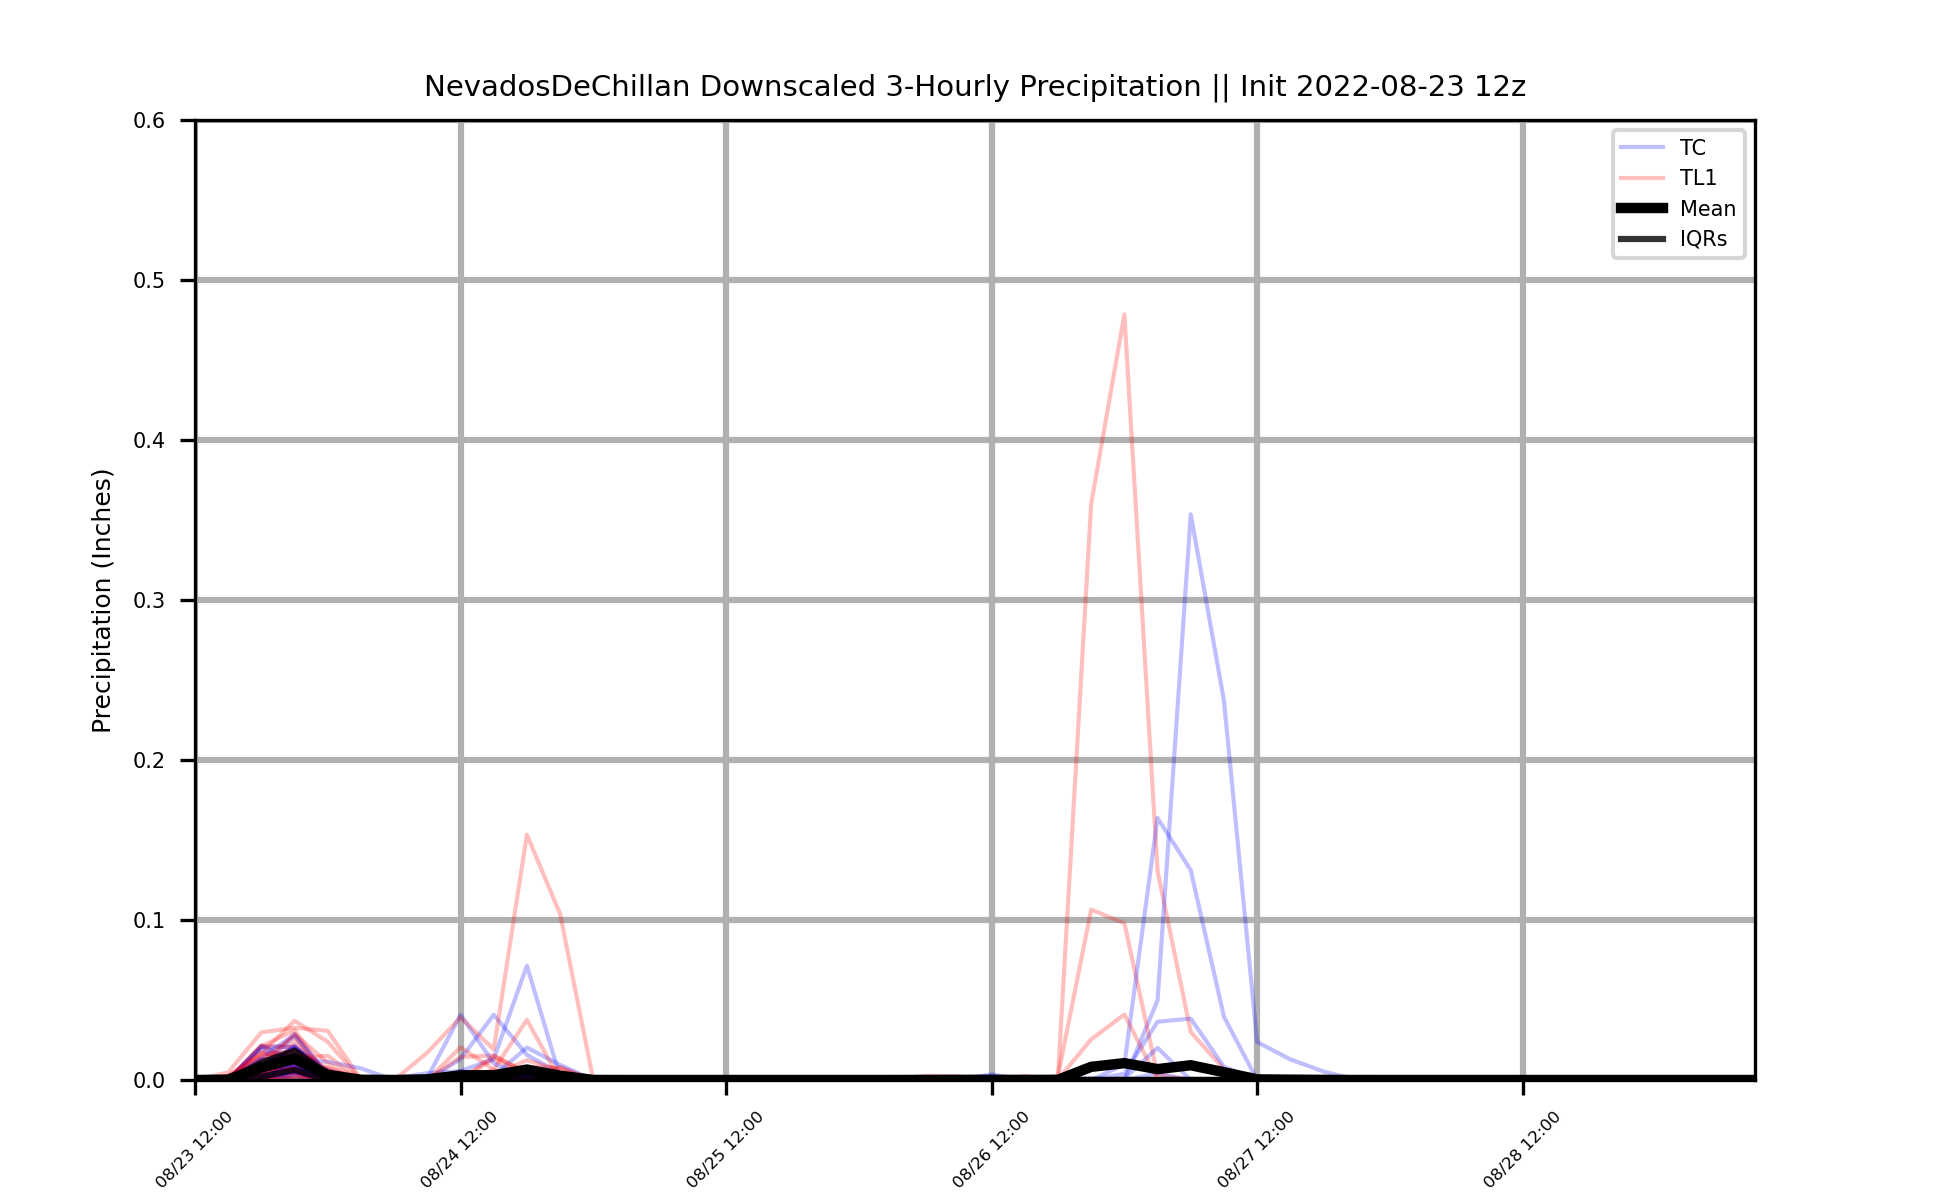 NevadosDeChillan Downscaled 3-Hourly Precipitation || Init 2022-08-23 12z
TC
TL1
Mean
IQRs
Precipitation (Inches)
0.6
0.5
0.4
0.3
0.2
0.1
0.0
08/23 12:00
08/24 12:00
08/25 12:00
08/26 12:00
08/27 12:00
08/28 12:00